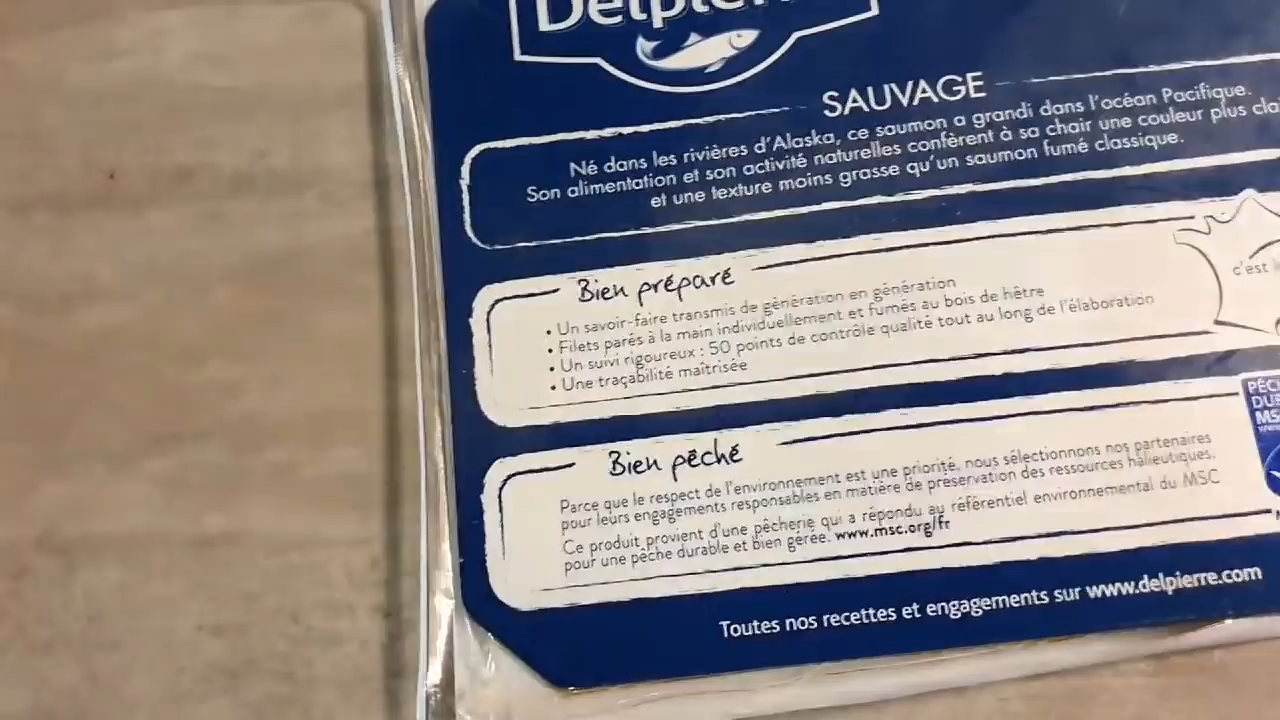 SAUVAGE
Né dans les rivières d'Alaska, ce saumon a grandi dans l'océan Pacifique.
Son alimentation et son activité naturelles confèrent à sa chair une couleur plus
et une texture moins grasse qu'un saumon fumé classique.
Bien préparé
• Un savoir-faire transmis de génération en génération
• Filets parés à la main individuellement et fumés au bois de hêtre
• Un suivi rigoureux : 50 points de contrôle qualité tout au long de l'élaboration
• Une traçabilité maîtrisée
c'est
Bien pêché
Parce que le respect de l'environnement est une priorité, nous sélectionnons nos partenaires
pour leurs engagements responsables en matière de préservation des ressources halieutiques.
Ce produit provient d'une pêcherie qui a répondu au référentiel environnemental du MSC
pour une pêche durable et bien gérée. www.msc.org/fr
Toutes nos recettes et engagements sur www.delpierre.com